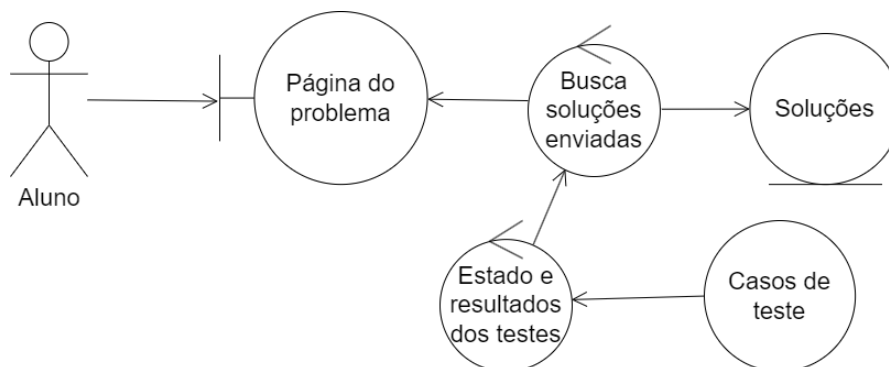 Página do
problema
Busca
soluções
enviadas
Soluções
Aluno
Estado e
resultados
dos testes
Casos de
teste